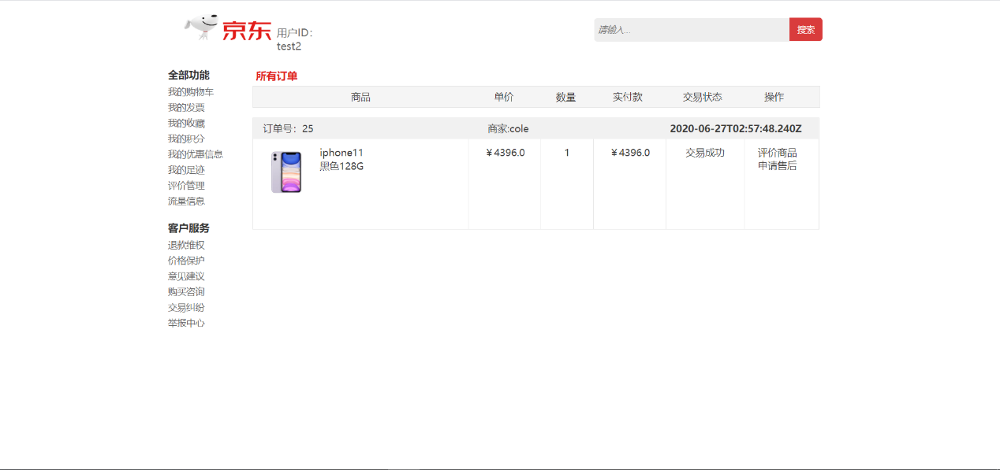 京东
用户ID：
test2
请输入...
搜索
全部功能
我的购物车
我的发票
我的收藏
我的积分
我的优惠信息
我的足迹
评价管理
流量信息
客户服务
退款维权
价格保护
意见建议
购买咨询
交易纠纷
举报中心
所有订单
商品 单价 数量 实付款 交易状态 操作
订单号：25 商家:cole 2020-06-27T02:57:48.240Z
iphone11 ￥4396.0 1 ￥4396.0 交易成功 评价商品
黑色128G 申请售后